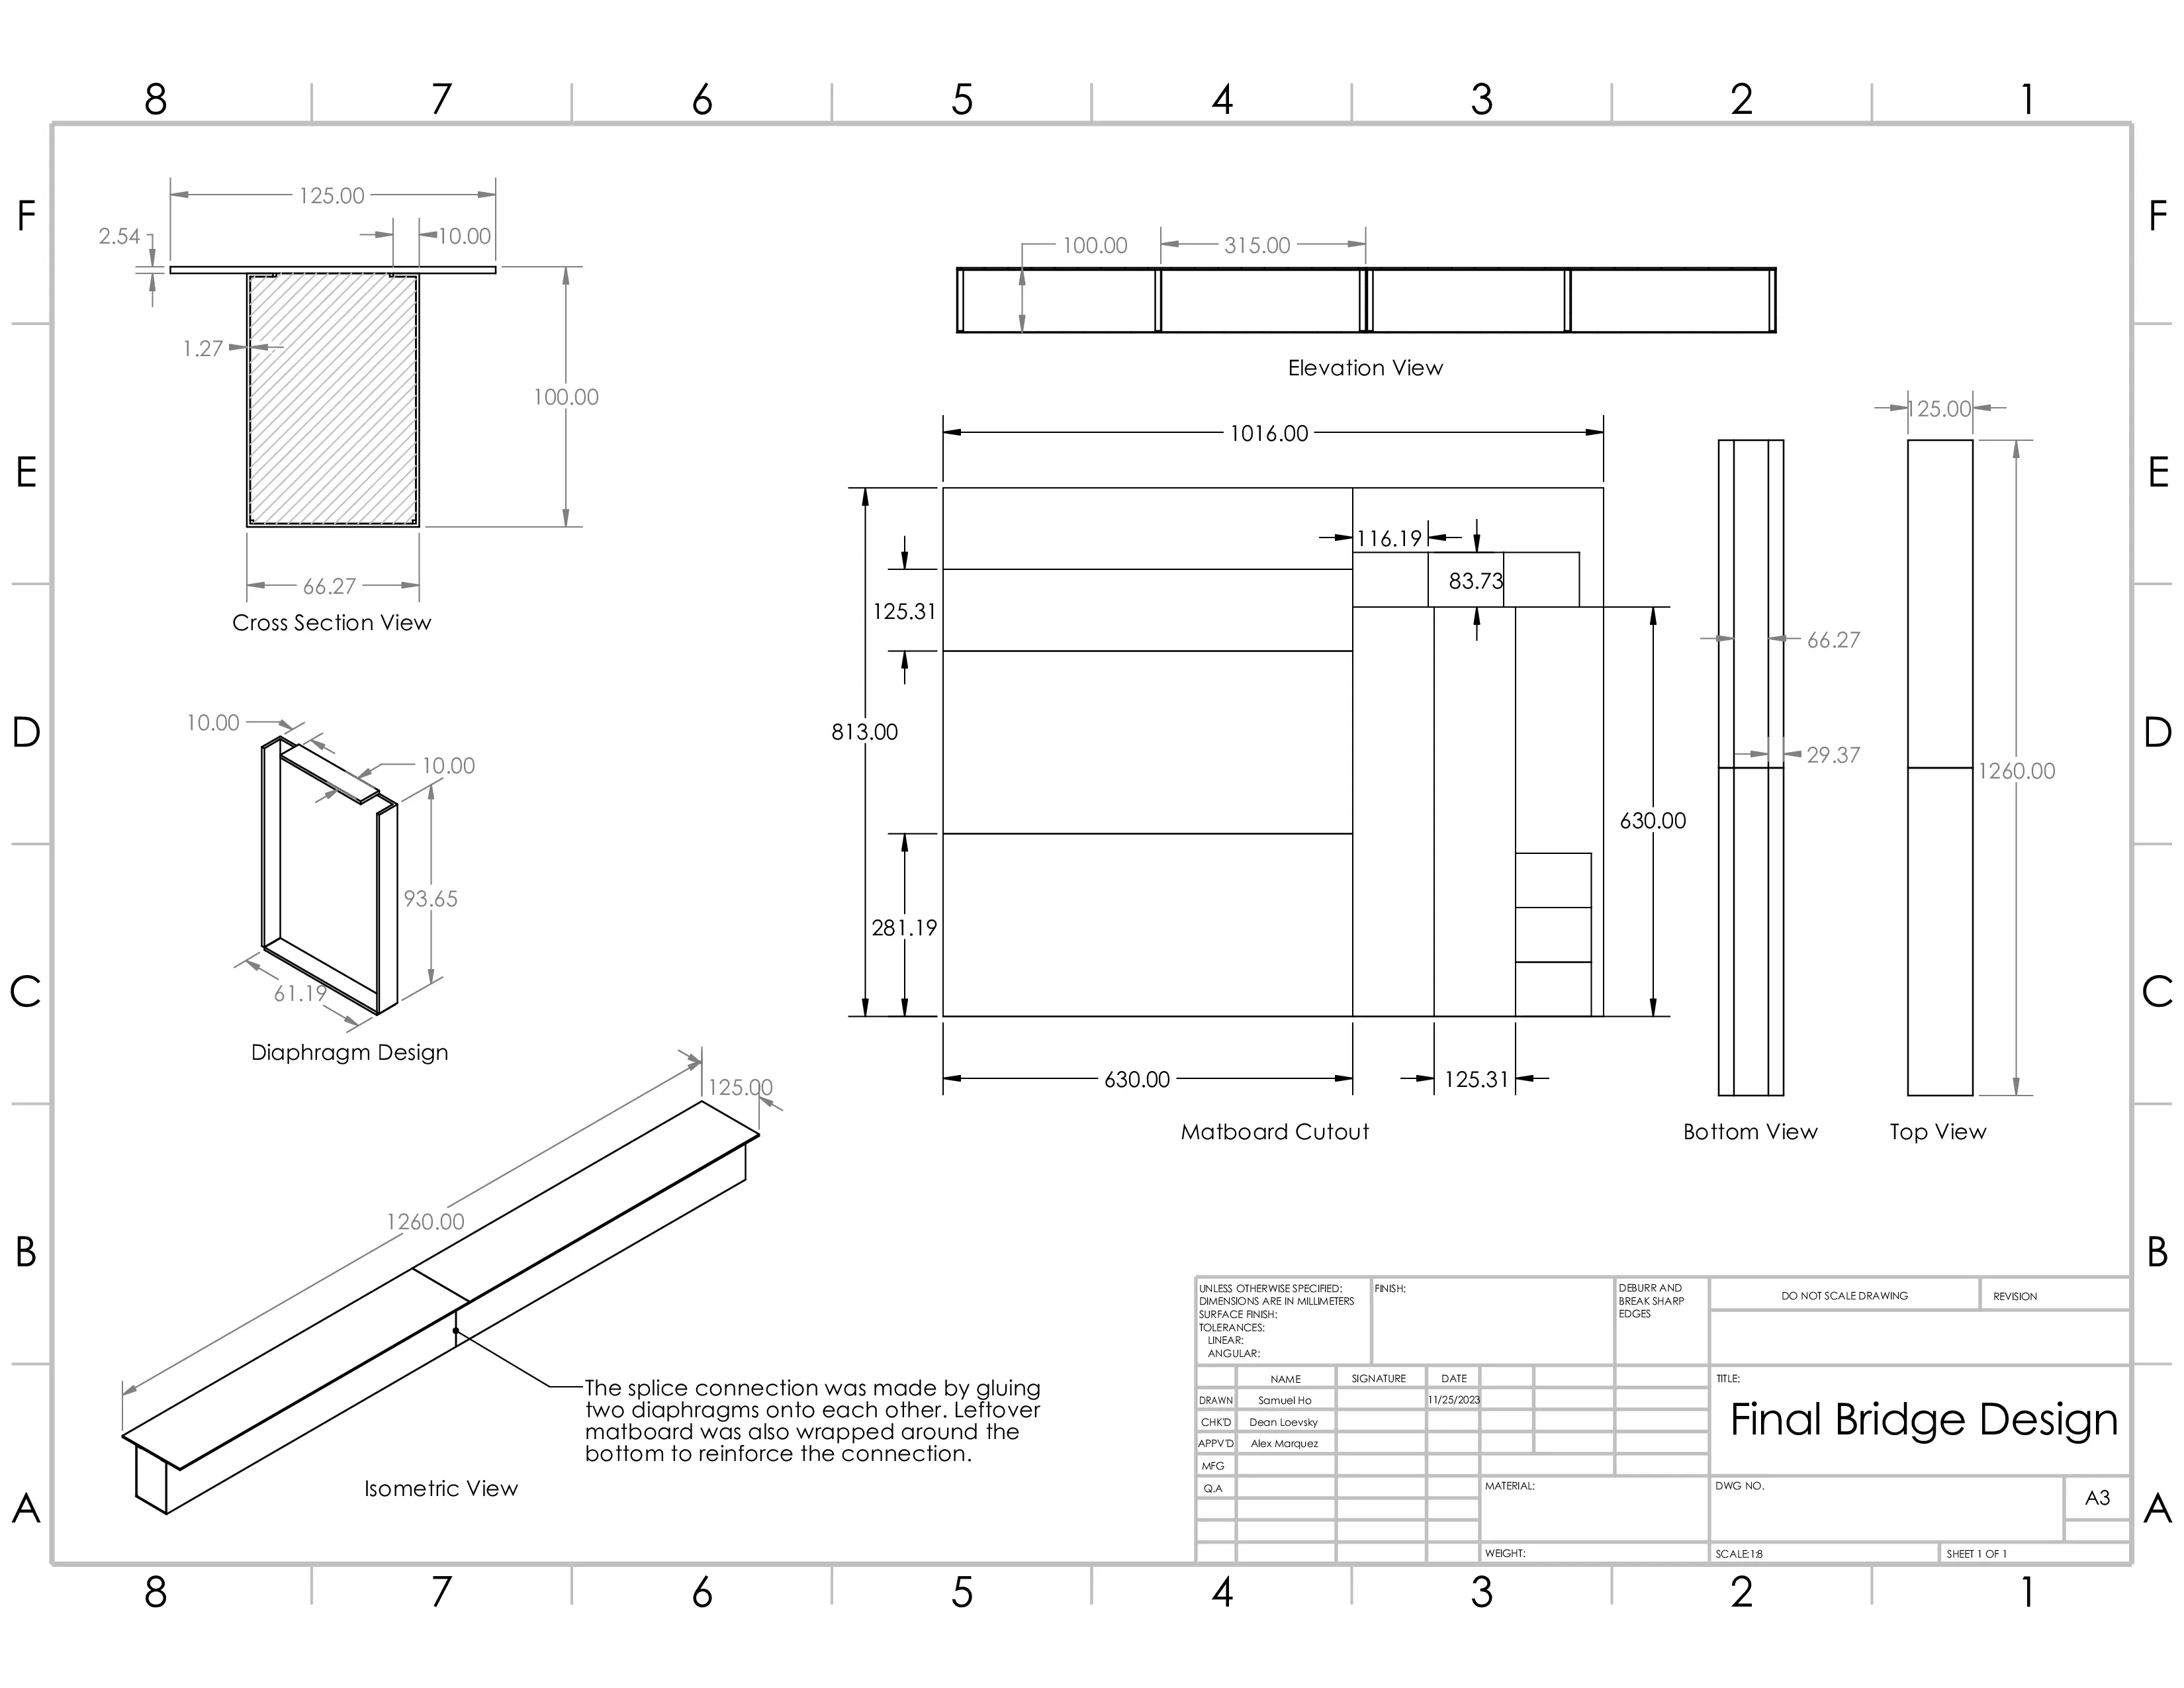 8 7 6 5 4 3 2 1
F F
125.00
2.54
10.00
1.27
100.00
66.27
Cross Section View
100.00
315.00
Elevation View
E E
1016.00
116.19
83.73
125.31
813.00
281.19
630.00
630.00
125.31
Matboard Cutout
66.27
29.37
Bottom View
125.00
1260.00
Top View
D D
10.00
10.00
93.65
61.19
Diaphragm Design
C C
125.00
1260.00
The splice connection was made by gluing
two diaphragms onto each other. Leftover
matboard was also wrapped around the
bottom to reinforce the connection.
Isometric View
B B
A A
UNLESS OTHERWISE SPECIFIED:
DIMENSIONS ARE IN MILLIMETERS
SURFACE FINISH:
TOLERANCES:
LINEAR:
ANGULAR:
FINISH:
DEBURR AND
BREAK SHARP
EDGES
DO NOT SCALE DRAWING
REVISION
NAME SIGNATURE DATE
DRAWN Samuel Ho 11/25/2023
CHK'D Dean Loevsky
APPV'D Alex Marquez
MFG
Q.A
TITLE:
Final Bridge Design
MATERIAL:
DWG NO.
A3
WEIGHT:
SCALE:1:8
SHEET 1 OF 1
8 7 6 5 4 3 2 1